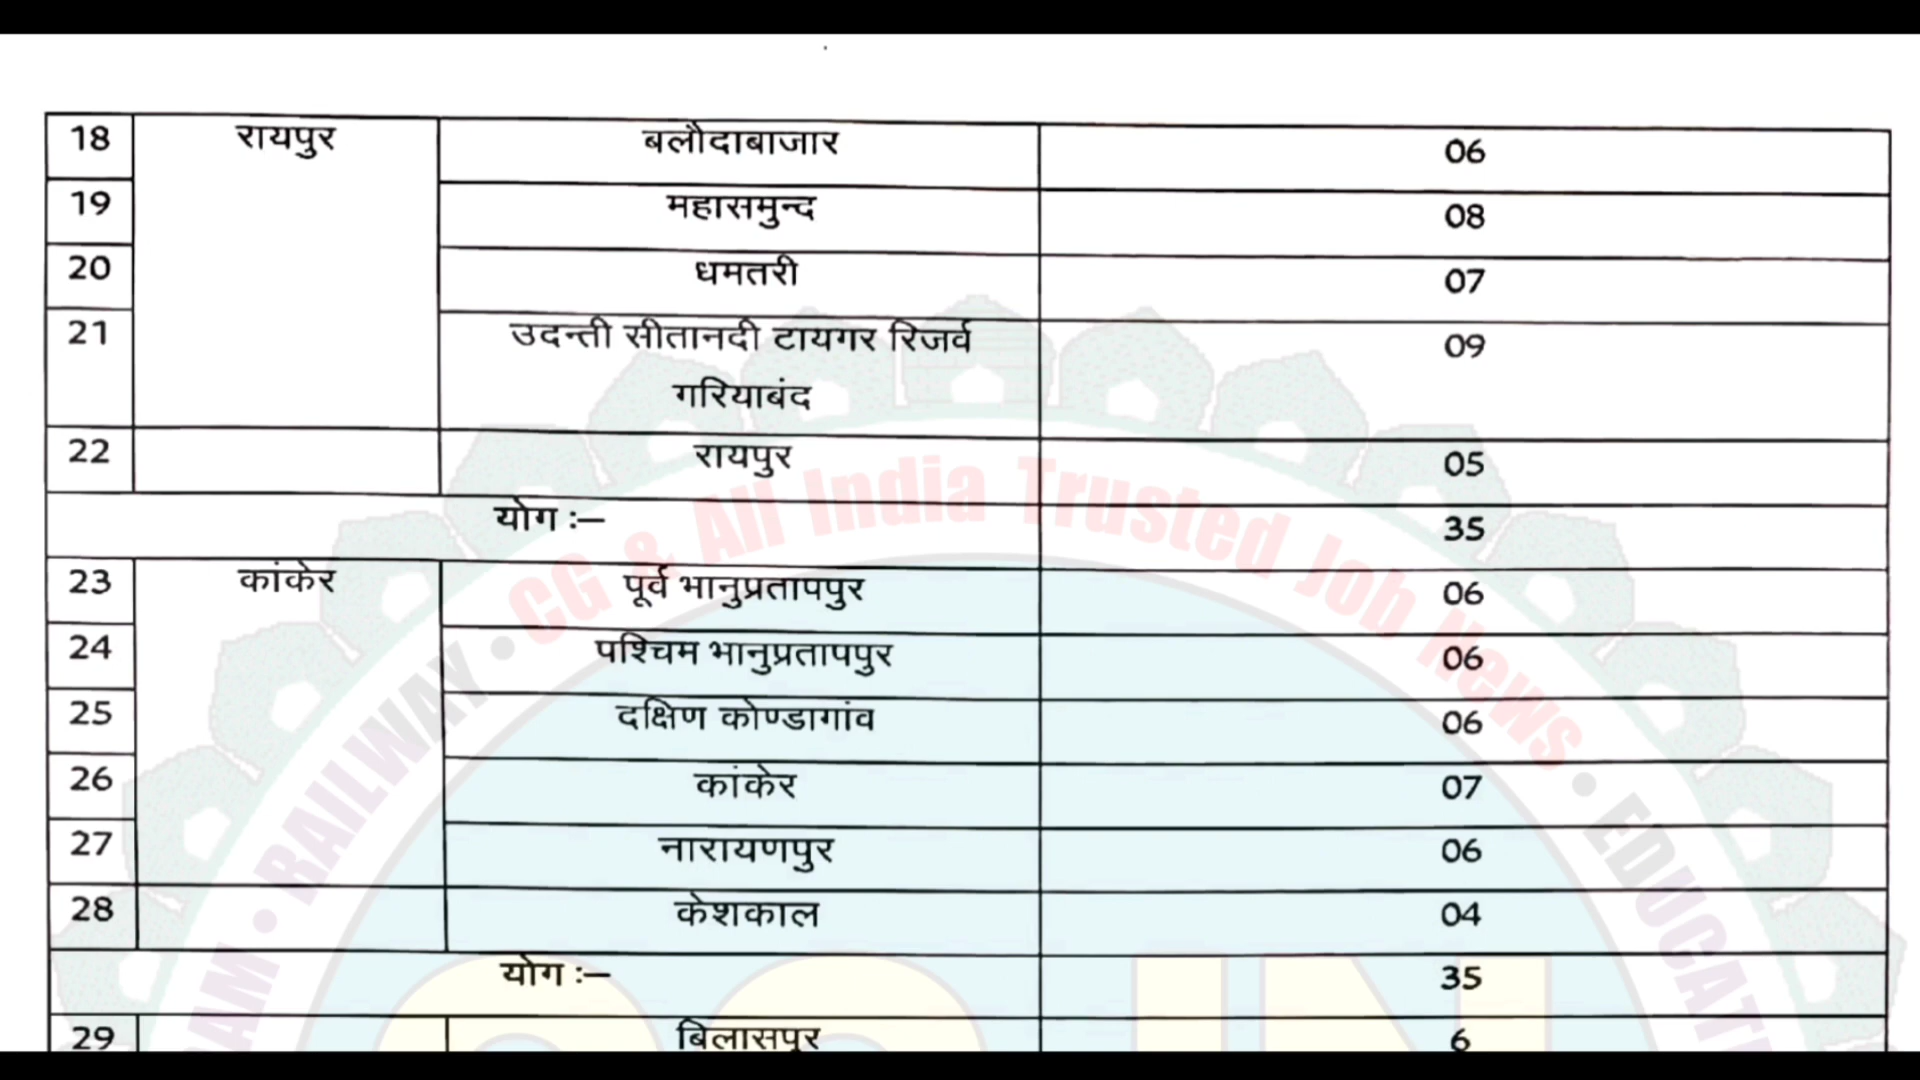 18 रायपुर बलौदाबाजार 06
19 महासमुन्द 08
20 धमतरी 07
21 उदन्ती सीतानदी टायगर रिजर्व 09
गरियाबंद
22 रायपुर 05
योग :– 35
23 कांकेर पूर्व भानुप्रतापपुर 06
24 पश्चिम भानुप्रतापपुर 06
25 दक्षिण कोण्डागांव 06
26 कांकेर 07
27 नारायणपुर 06
28 केशकाल 04
योग :– 35
29 बिलासपुर 6
RAILWAY • CG & All India Trusted Job News •